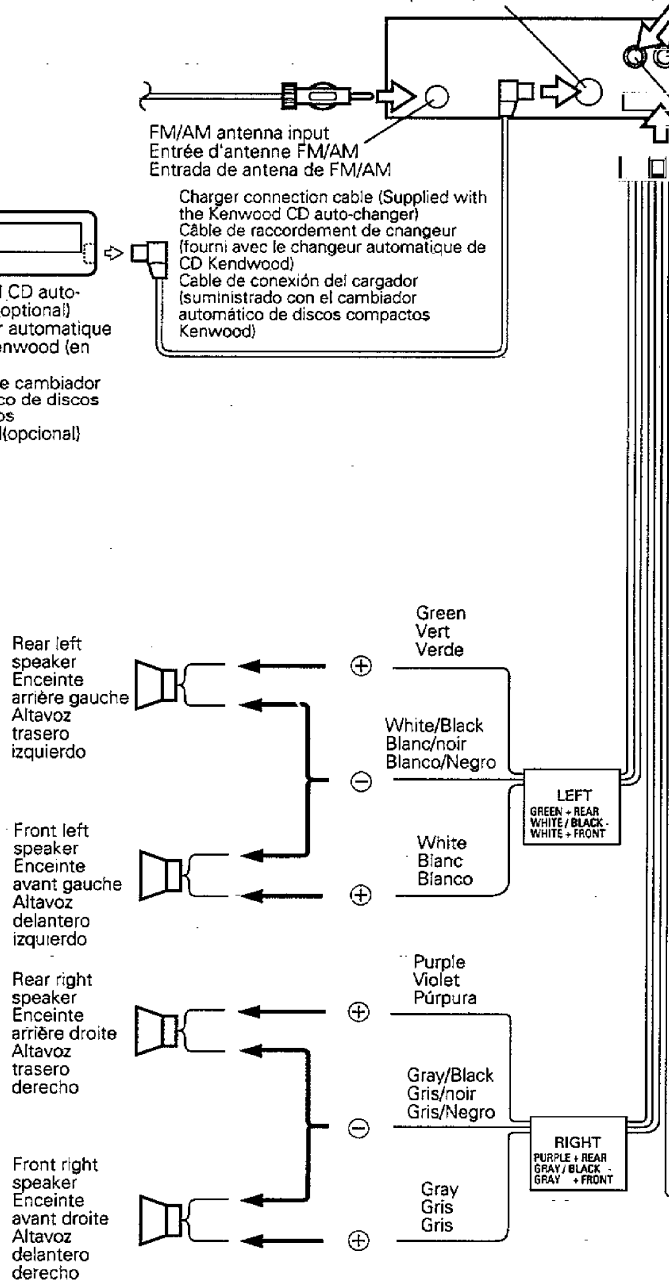 FM/AM antenna input
Entrée d'antenne FM/AM
Entrada de antena de FM/AM
Charger connection cable (Supplied with
the Kenwood CD auto-changer)
Câble de raccordement de cnangeur
(fourni avec le changeur automatique de
CD Kendwood)
Cable de conexión del cargador
(suministrado con el cambiador
automático de discos compactos
Kenwood)
CD auto-
optional)
r automatique
enwood (en
e cambiador
co de discos
os
(opcional)
Rear left
speaker
Enceinte
arrière gauche
Altavoz
trasero
izquierdo
Green
Vert
Verde
White/Black
Blanc/noir
Blanco/Negro
LEFT
GREEN + REAR
WHITE / BLACK -
WHITE + FRONT
Front left
speaker
Enceinte
avant gauche
Altavoz
delantero
izquierdo
White
Blanc
Blanco
Rear right
speaker
Enceinte
arrière droite
Altavoz
trasero
derecho
Purple
Violet
Púrpura
Gray/Black
Gris/noir
Gris/Negro
RIGHT
PURPLE + REAR
GRAY / BLACK -
GRAY + FRONT
Front right
speaker
Enceinte
avant droite
Altavoz
delantero
derecho
Gray
Gris
Gris